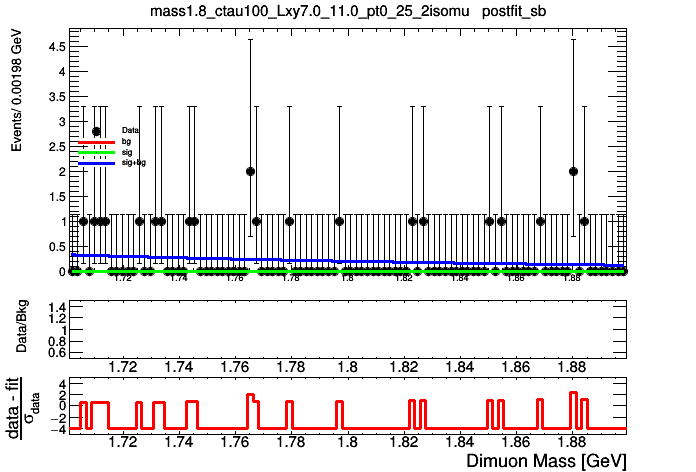 mass1.8_ctau100_Lxy7.0_11.0_pt0_25_2isomu postfit_sb
Events/ 0.00198 GeV
4.5
4
3.5
3
2.5
2
1.5
1
0.5
0
Data
bg
sig
sig+bg
1.72 1.74 1.76 1.78 1.8 1.82 1.84 1.86 1.88
Data/Bkg
1.4
1.2
1
0.8
0.6
1.72 1.74 1.76 1.78 1.8 1.82 1.84 1.86 1.88
data - fit
σdata
4
2
0
−2
−4
1.72 1.74 1.76 1.78 1.8 1.82 1.84 1.86 1.88
Dimuon Mass [GeV]